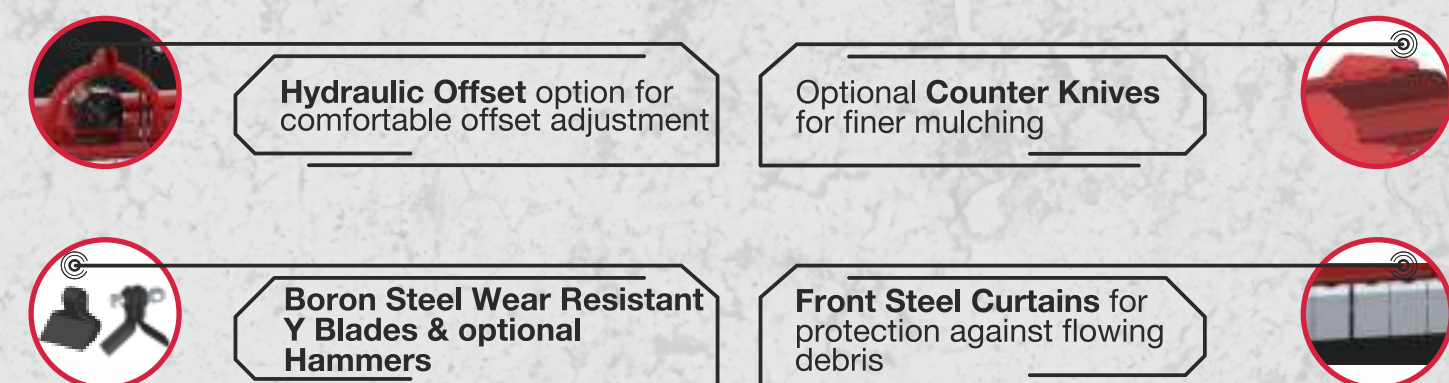 Hydraulic Offset option for
comfortable offset adjustment
Optional Counter Knives
for finer mulching
Boron Steel Wear Resistant
Y Blades & optional
Hammers
Front Steel Curtains for
protection against flowing
debris